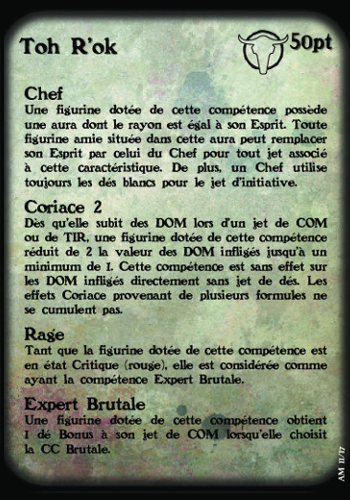 Toh R'ok
50pt
Chef
Une figurine dotée de cette compétence possède
une aura dont le rayon est égal à son Esprit. Toute
figurine amie située dans cette aura peut remplacer
son Esprit par celui du Chef pour tout jet associé
à cette caractéristique. De plus, un Chef utilise
toujours les dés blancs pour le jet d'initiative.
Coriace 2
Dès qu'elle subit des DOM lors d'un jet de COM
ou de TIR, une figurine dotée de cette compétence
réduit de 2 la valeur des DOM infligés jusqu'à un
minimum de 1. Cette compétence est sans effet sur
les DOM infligés directement sans jet de dés. Les
effets Coriace provenant de plusieurs formules ne
se cumulent pas.
Rage
Tant que la figurine dotée de cette compétence est
en état Critique (rouge), elle est considérée comme
ayant la compétence Expert Brutale.
Expert Brutale
Une figurine dotée de cette compétence obtient
1 dé Bonus à son jet de COM lorsqu'elle choisit
la CC Brutale.
AM 11/17